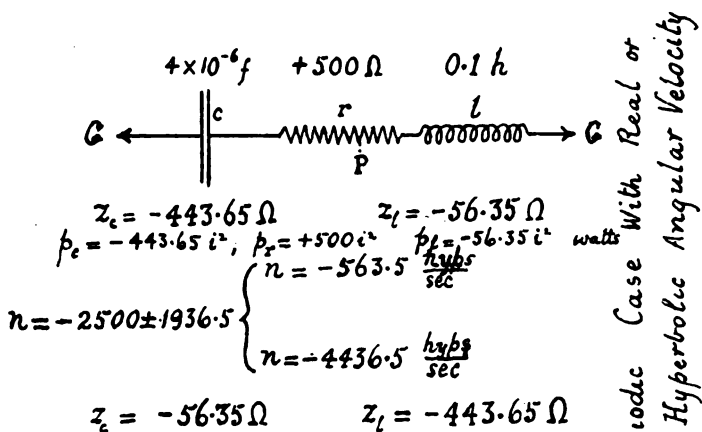 4×10⁻⁶f +500Ω 0.1 h
c r l
G G
P
z_c = -443.65 Ω z_l = -56.35 Ω
p_c = -443.65 i², p_r = +500 i² p_l = -56.35 i² watts
n = -563.5 hyps/sec
n = -2500 ± 1936.5
n = -4436.5 hyps/sec
z_c = -56.35 Ω z_l = -443.65 Ω
iodic Case With Real or
Hyperbolic Angular Velocity